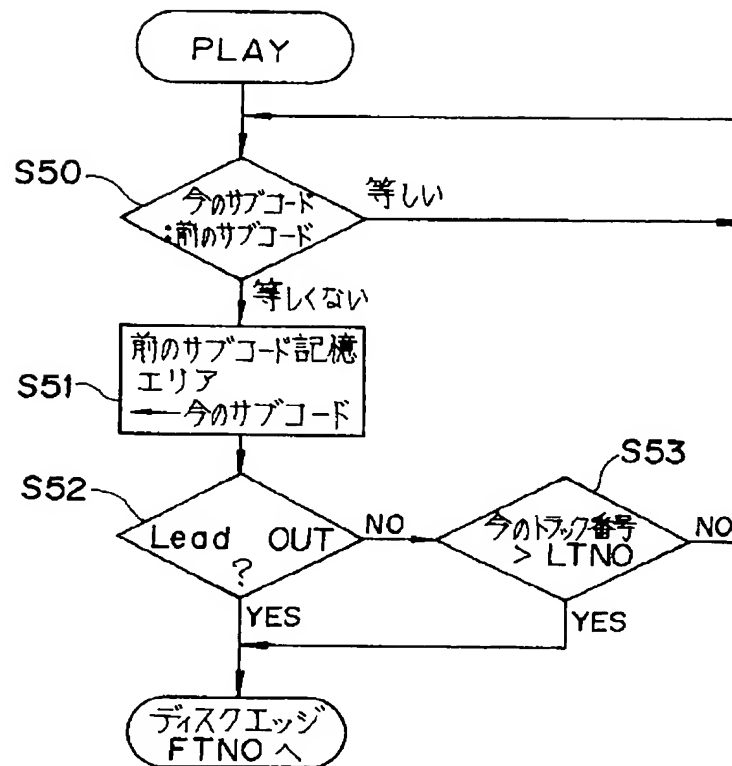 PLAY
S50
今のサブコード
:前のサブコード
等しい
等しくない
S51
前のサブコード記憶
エリア
← 今のサブコード
S52
Lead OUT
?
NO
YES
S53
今のトラック番号
> LTNO
NO
YES
ディスクエッジ
FTNOへ